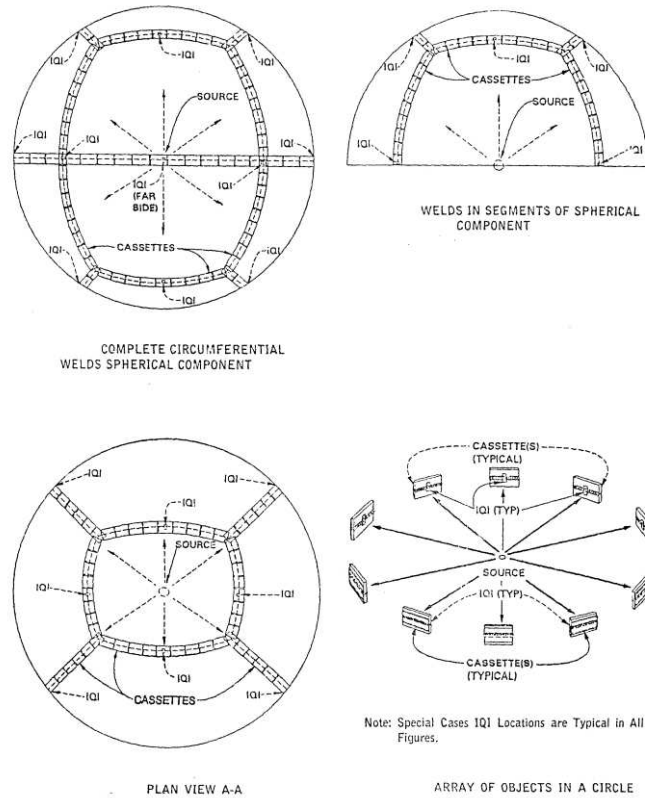 IQI
IQI
IQI
SOURCE
IQI
IQI
IQI
IQI
IQI
(FAR
SIDE)
CASSETTES
IQI
IQI
IQI
COMPLETE CIRCUMFERENTIAL
WELDS SPHERICAL COMPONENT
IQI
IQI
IQI
CASSETTES
SOURCE
IQI
IQI
WELDS IN SEGMENTS OF SPHERICAL
COMPONENT
IQI
IQI
IQI
SOURCE
IQI
IQI
IQI
IQI
IQI
CASSETTES
PLAN VIEW A-A
CASSETTE(S)
(TYPICAL)
IQI (TYP)
SOURCE
IQI (TYP)
CASSETTE(S)
(TYPICAL)
Note: Special Cases IQI Locations are Typical in All
Figures.
ARRAY OF OBJECTS IN A CIRCLE